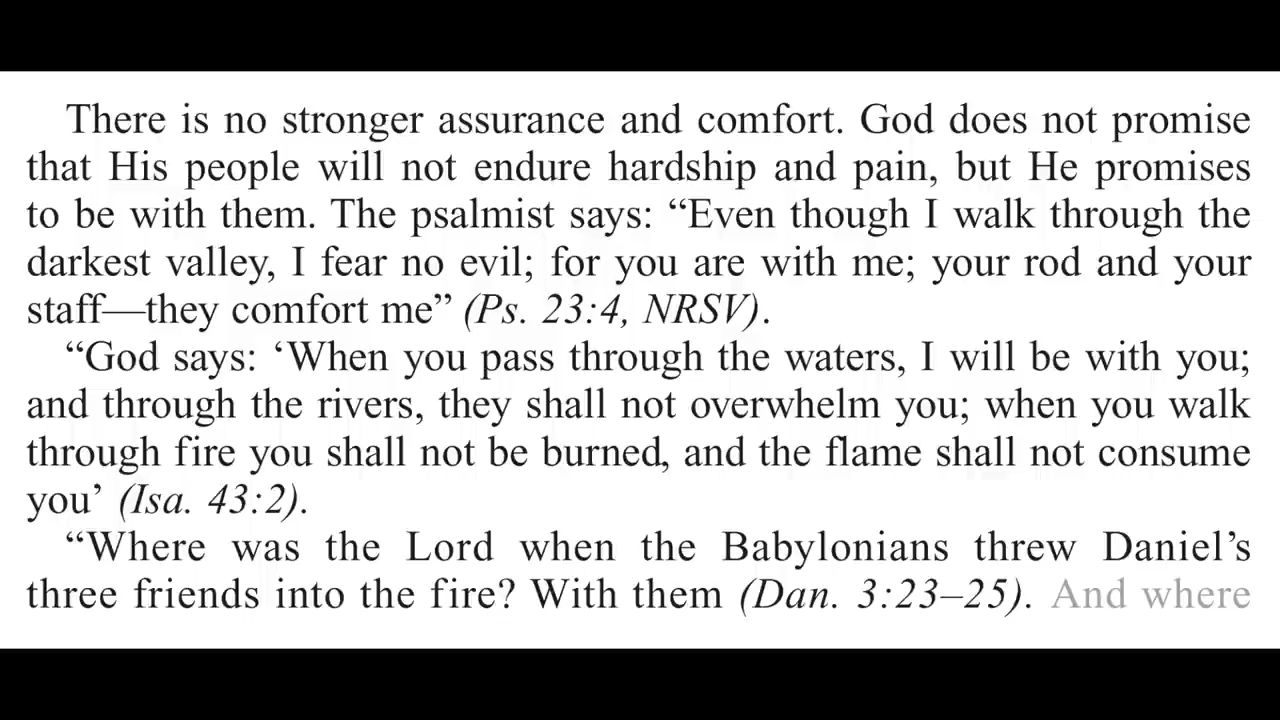 There is no stronger assurance and comfort. God does not promise
that His people will not endure hardship and pain, but He promises
to be with them. The psalmist says: “Even though I walk through the
darkest valley, I fear no evil; for you are with me; your rod and your
staff—they comfort me” (Ps. 23:4, NRSV).
“God says: ‘When you pass through the waters, I will be with you;
and through the rivers, they shall not overwhelm you; when you walk
through fire you shall not be burned, and the flame shall not consume
you’ (Isa. 43:2).
“Where was the Lord when the Babylonians threw Daniel’s
three friends into the fire? With them (Dan. 3:23–25). And where